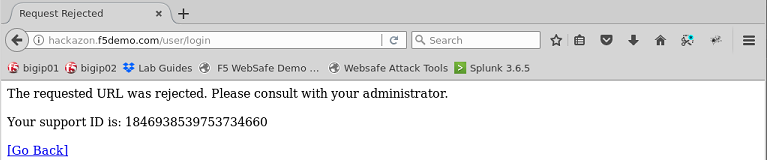 Request Rejected
hackazon.f5demo.com/user/login
Search
bigip01 bigip02 Lab Guides F5 WebSafe Demo ... Websafe Attack Tools Splunk 3.6.5
The requested URL was rejected. Please consult with your administrator.
Your support ID is: 1846938539753734660
[Go Back]